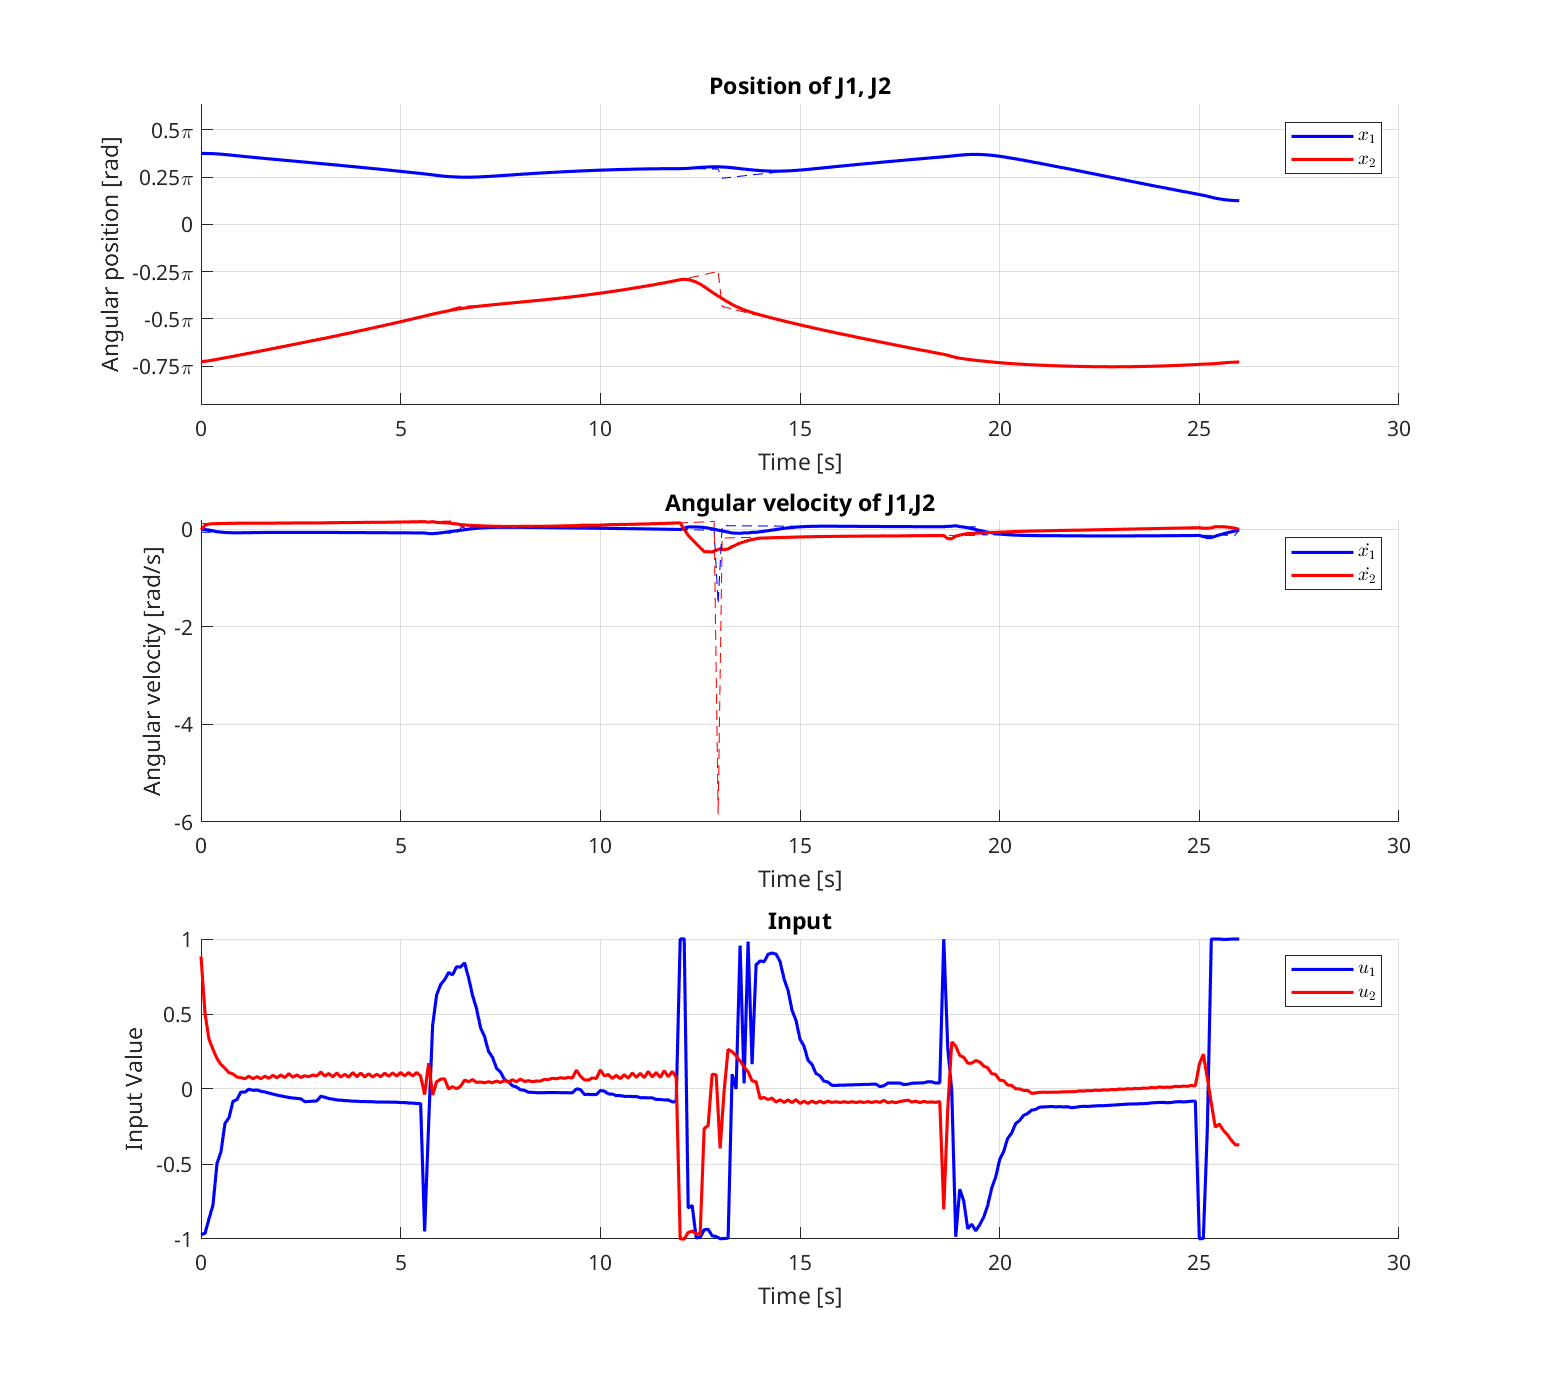 Position of J1, J2
Angular position [rad]
0.5π
0.25π
0
-0.25π
-0.5π
-0.75π
x₁
x₂
0 5 10 15 20 25 30
Time [s]
Angular velocity of J1,J2
Angular velocity [rad/s]
0
-2
-4
-6
ẋ₁
ẋ₂
0 5 10 15 20 25 30
Time [s]
Input
Input Value
1
0.5
0
-0.5
-1
u₁
u₂
0 5 10 15 20 25 30
Time [s]